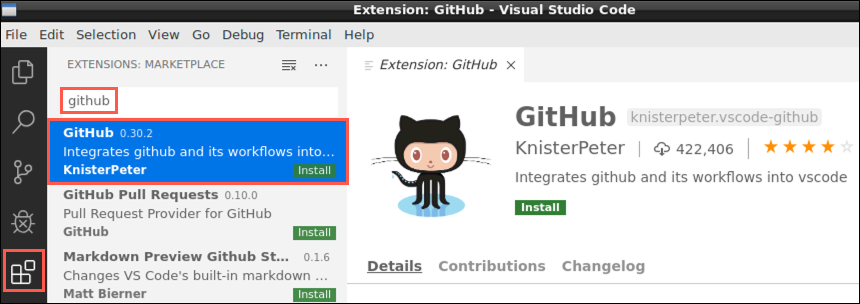 Extension: GitHub - Visual Studio Code
File Edit Selection View Go Debug Terminal Help
EXTENSIONS: MARKETPLACE
github
GitHub 0.30.2
Integrates github and its workflows into...
KnisterPeter Install
GitHub Pull Requests 0.10.0
Pull Request Provider for GitHub
GitHub Install
Markdown Preview Github St... 0.1.6
Changes VS Code's built-in markdown ...
Matt Bierner Install
Extension: GitHub
GitHub knisterpeter.vscode-github
KnisterPeter 422,406
Integrates github and its workflows into vscode
Install
Details Contributions Changelog